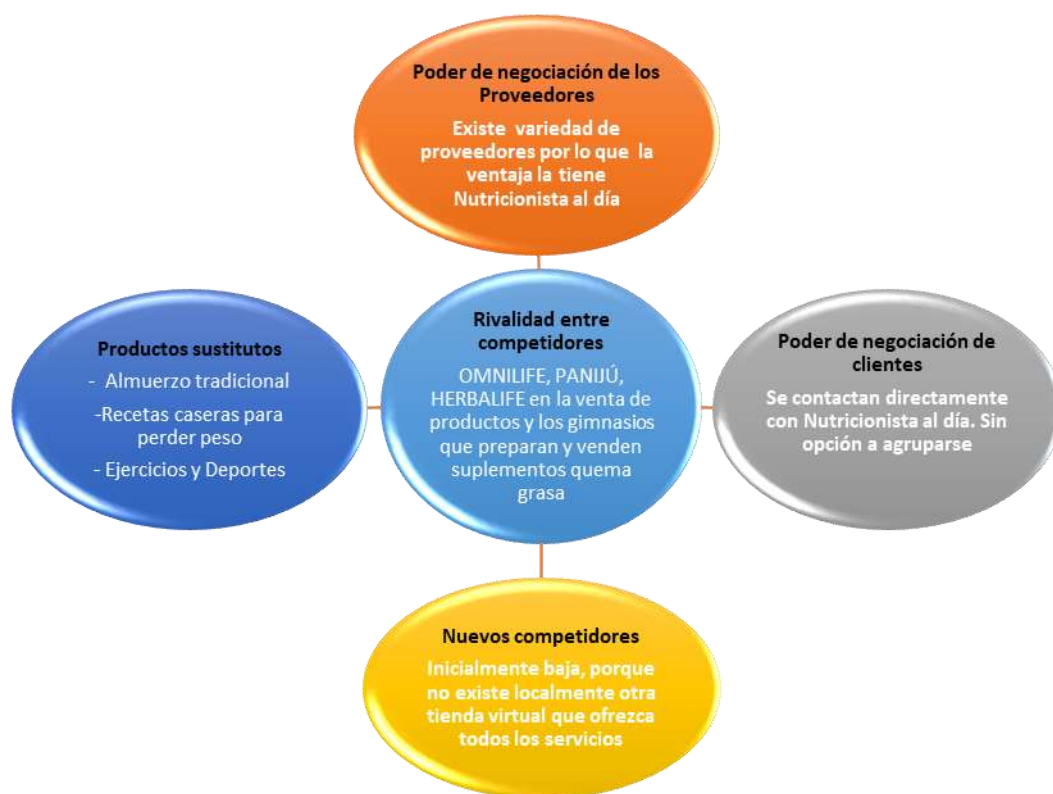 Poder de negociación de los
Proveedores
Existe variedad de
proveedores por lo que la
ventaja la tiene
Nutricionista al día
Productos sustitutos
- Almuerzo tradicional
-Recetas caseras para
perder peso
- Ejercicios y Deportes
Rivalidad entre
competidores
OMNILIFE, PANIJÚ,
HERBALIFE en la venta de
productos y los gimnasios
que preparan y venden
suplementos quema
grasa
Poder de negociación de
clientes
Se contactan directamente
con Nutricionista al día. Sin
opción a agruparse
Nuevos competidores
Inicialmente baja, porque
no existe localmente otra
tienda virtual que ofrezca
todos los servicios